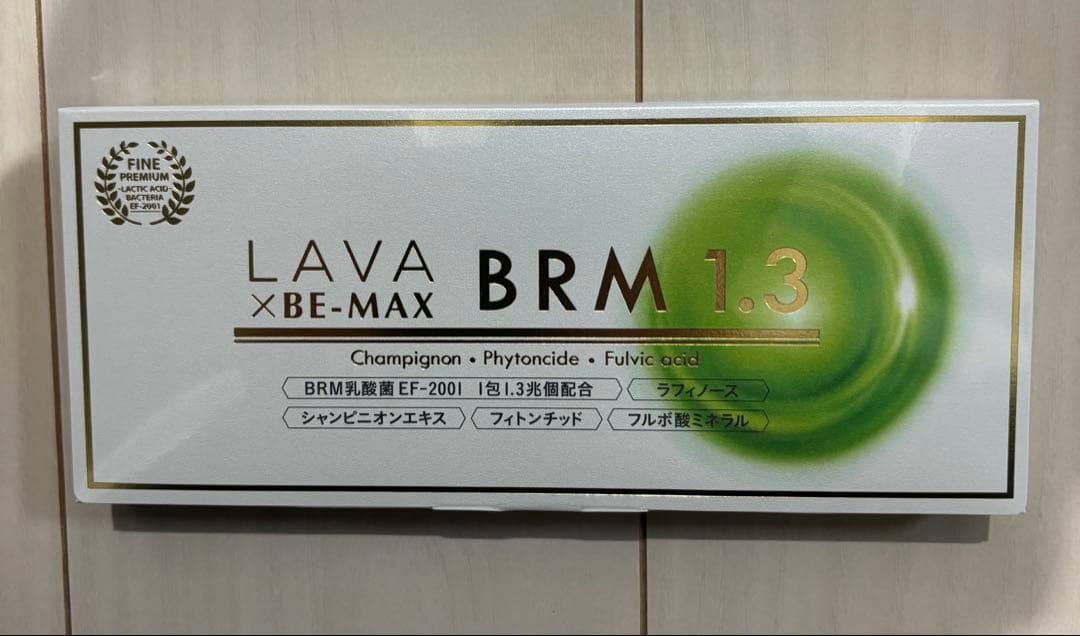 FINE
PREMIUM
-LACTIC ACID-
BACTERIA
EF-2001
LAVA
×BE-MAX
BRM 1.3
Champignon • Phytoncide • Fulvic acid
BRM乳酸菌EF-2001 1包1.3兆個配合
ラフィノース
シャンピニオンエキス
フィトンチッド
フルボ酸ミネラル